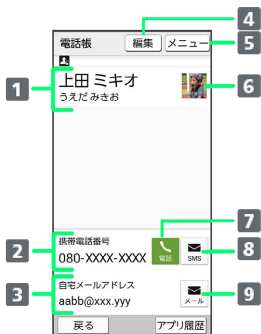 4
電話帳 編集 メニュー 5
1 上田 ミキオ 6
うえだ みきお
7
携帯電話番号
2 080-XXXX-XXXX 電話 SMS 8
自宅メールアドレス
3 aabb@xxx.yyy メール 9
戻る アプリ履歴